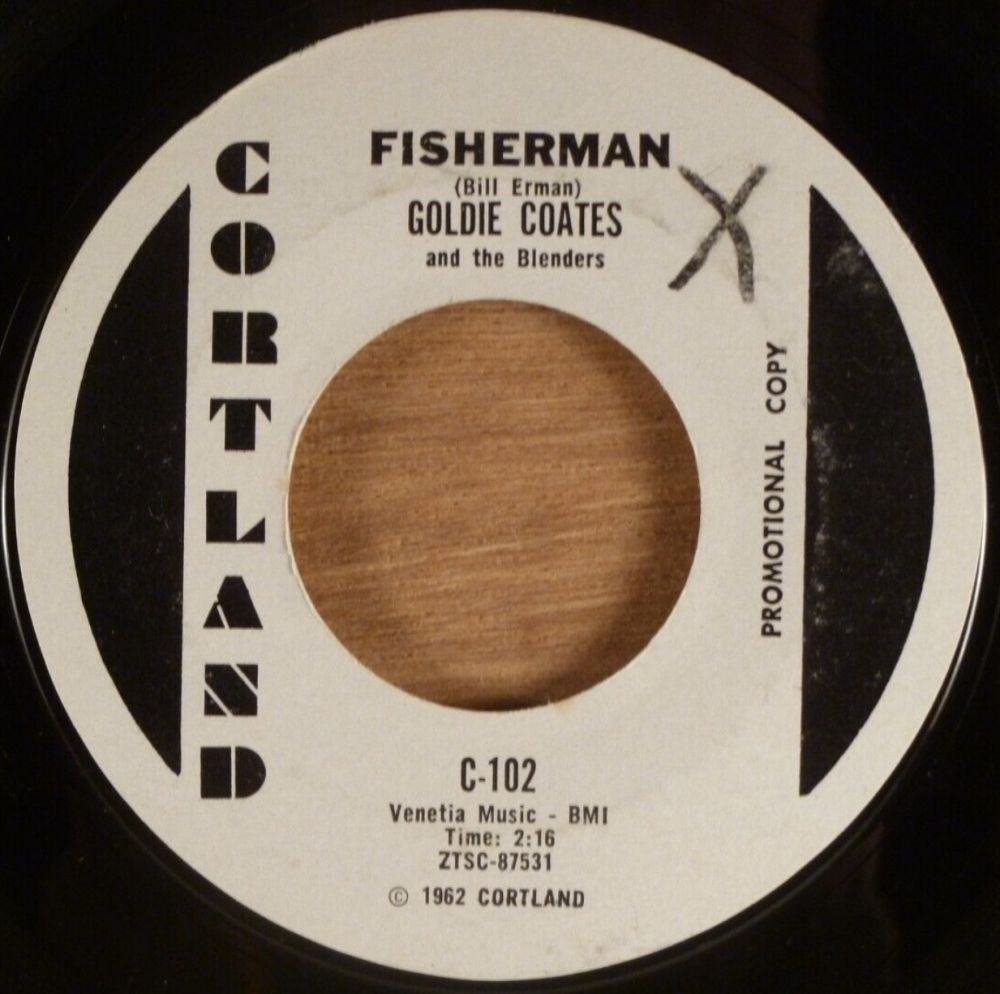 CORTLAND
FISHERMAN
(Bill Erman)
GOLDIE COATES
and the Blenders
X
PROMOTIONAL COPY
C-102
Venetia Music - BMI
Time: 2:16
ZTSC-87531
© 1962 CORTLAND